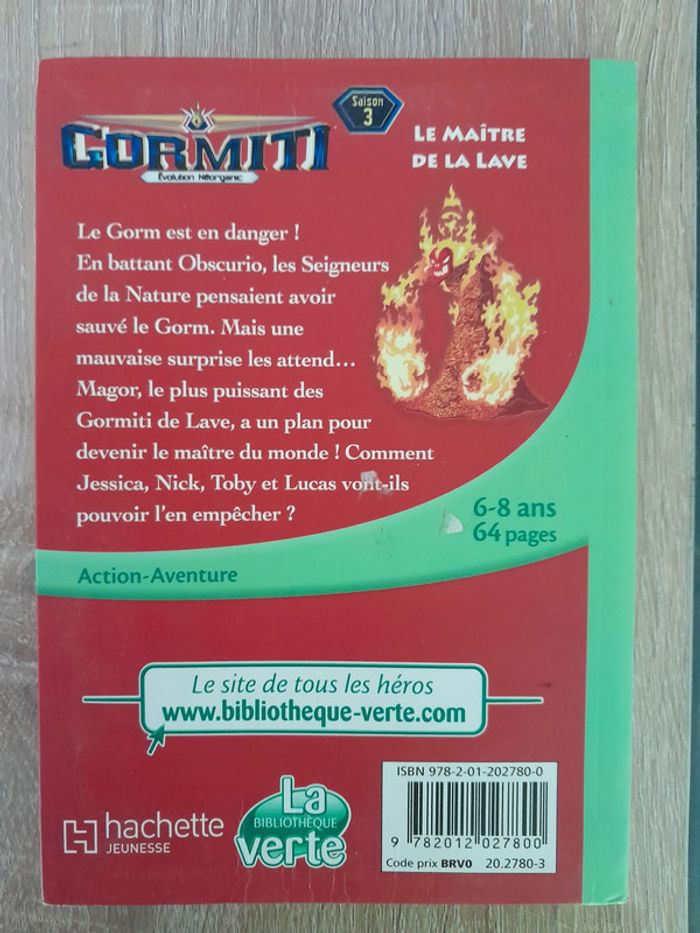 GORMITI
Évolution Néorganic
Saison
3
LE MAÎTRE
DE LA LAVE
Le Gorm est en danger !
En battant Obscurio, les Seigneurs
de la Nature pensaient avoir
sauvé le Gorm. Mais une
mauvaise surprise les attend…
Magor, le plus puissant des
Gormiti de Lave, a un plan pour
devenir le maître du monde ! Comment
Jessica, Nick, Toby et Lucas vont-ils
pouvoir l'en empêcher ?
6-8 ans
64 pages
Action-Aventure
Le site de tous les héros
www.bibliotheque-verte.com
hachette
JEUNESSE
La
BIBLIOTHÈQUE
verte
ISBN 978-2-01-202780-0
9 782012 027800
Code prix BRV0 20.2780-3